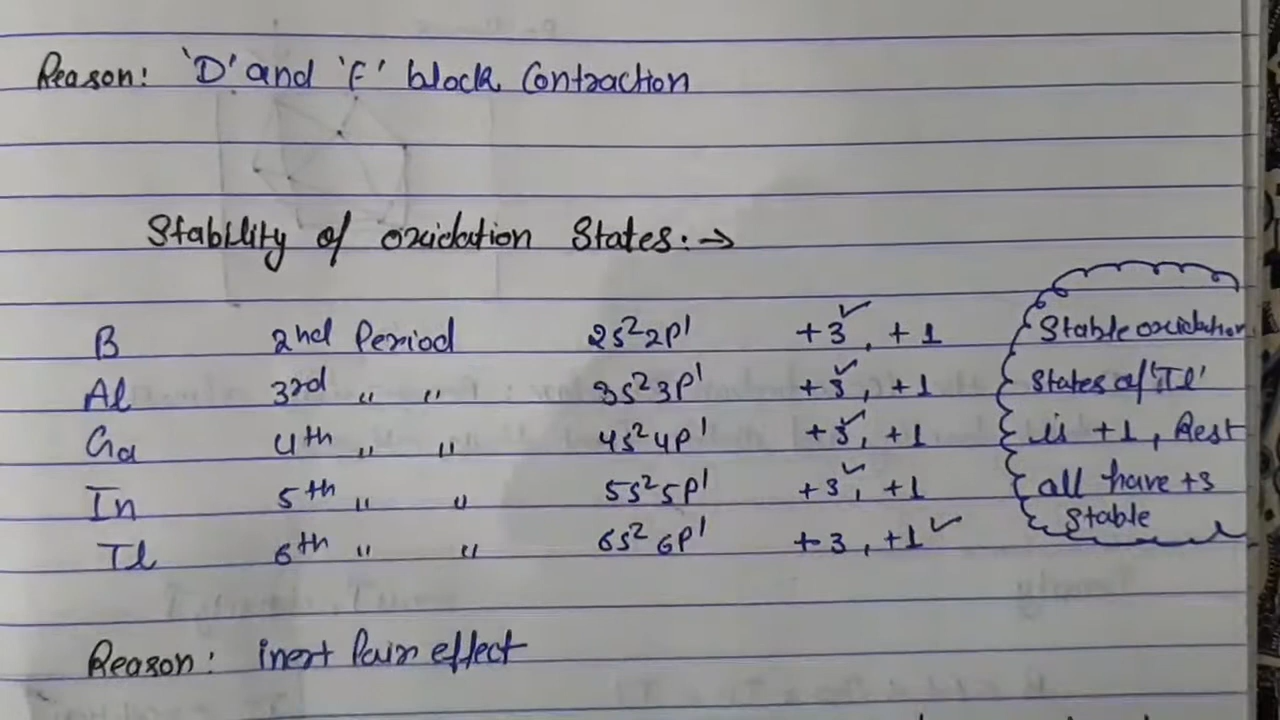 Reason: 'D' and 'F' block Contraction
Stability of oxidation States:→
B 2nd Period 2s²2p¹ +3✓, +1
Al 3rd " " 3s²3p¹ +3✓, +1
Ga 4th " " 4s²4p¹ +3✓, +1
In 5th " " 5s²5p¹ +3✓, +1
Tl 6th " " 6s²6p¹ +3, +1✓
Stable oxidation
states of 'Tl'
is +1, Rest
all have +3
Stable
Reason: inert Pair effect